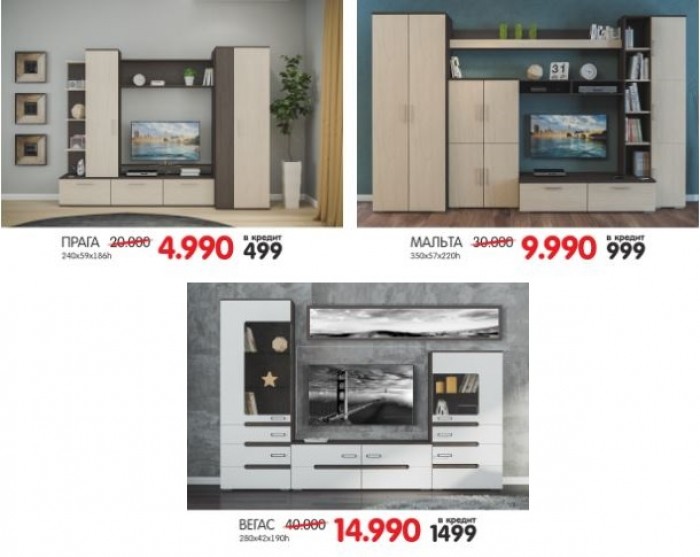 ПРАГА 20.000 4.990 в кредит 499
240x59x186h
МАЛЬТА 30.000 9.990 в кредит 999
350x57x220h
31
ВЕГАС 40.000 14.990 в кредит 1499
280x42x190h